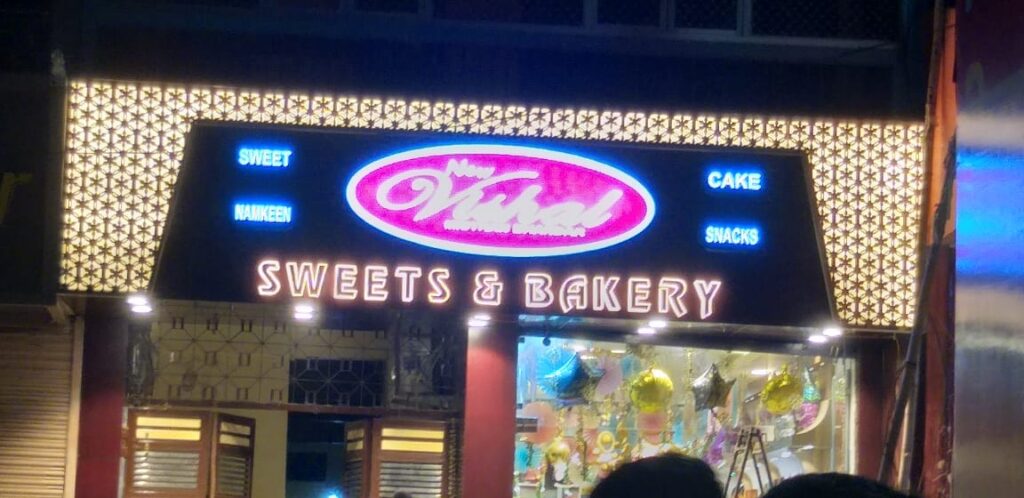 SWEET
NAMKEEN
New
Vishal
CAKE
SNACKS
SWEETS & BAKERY